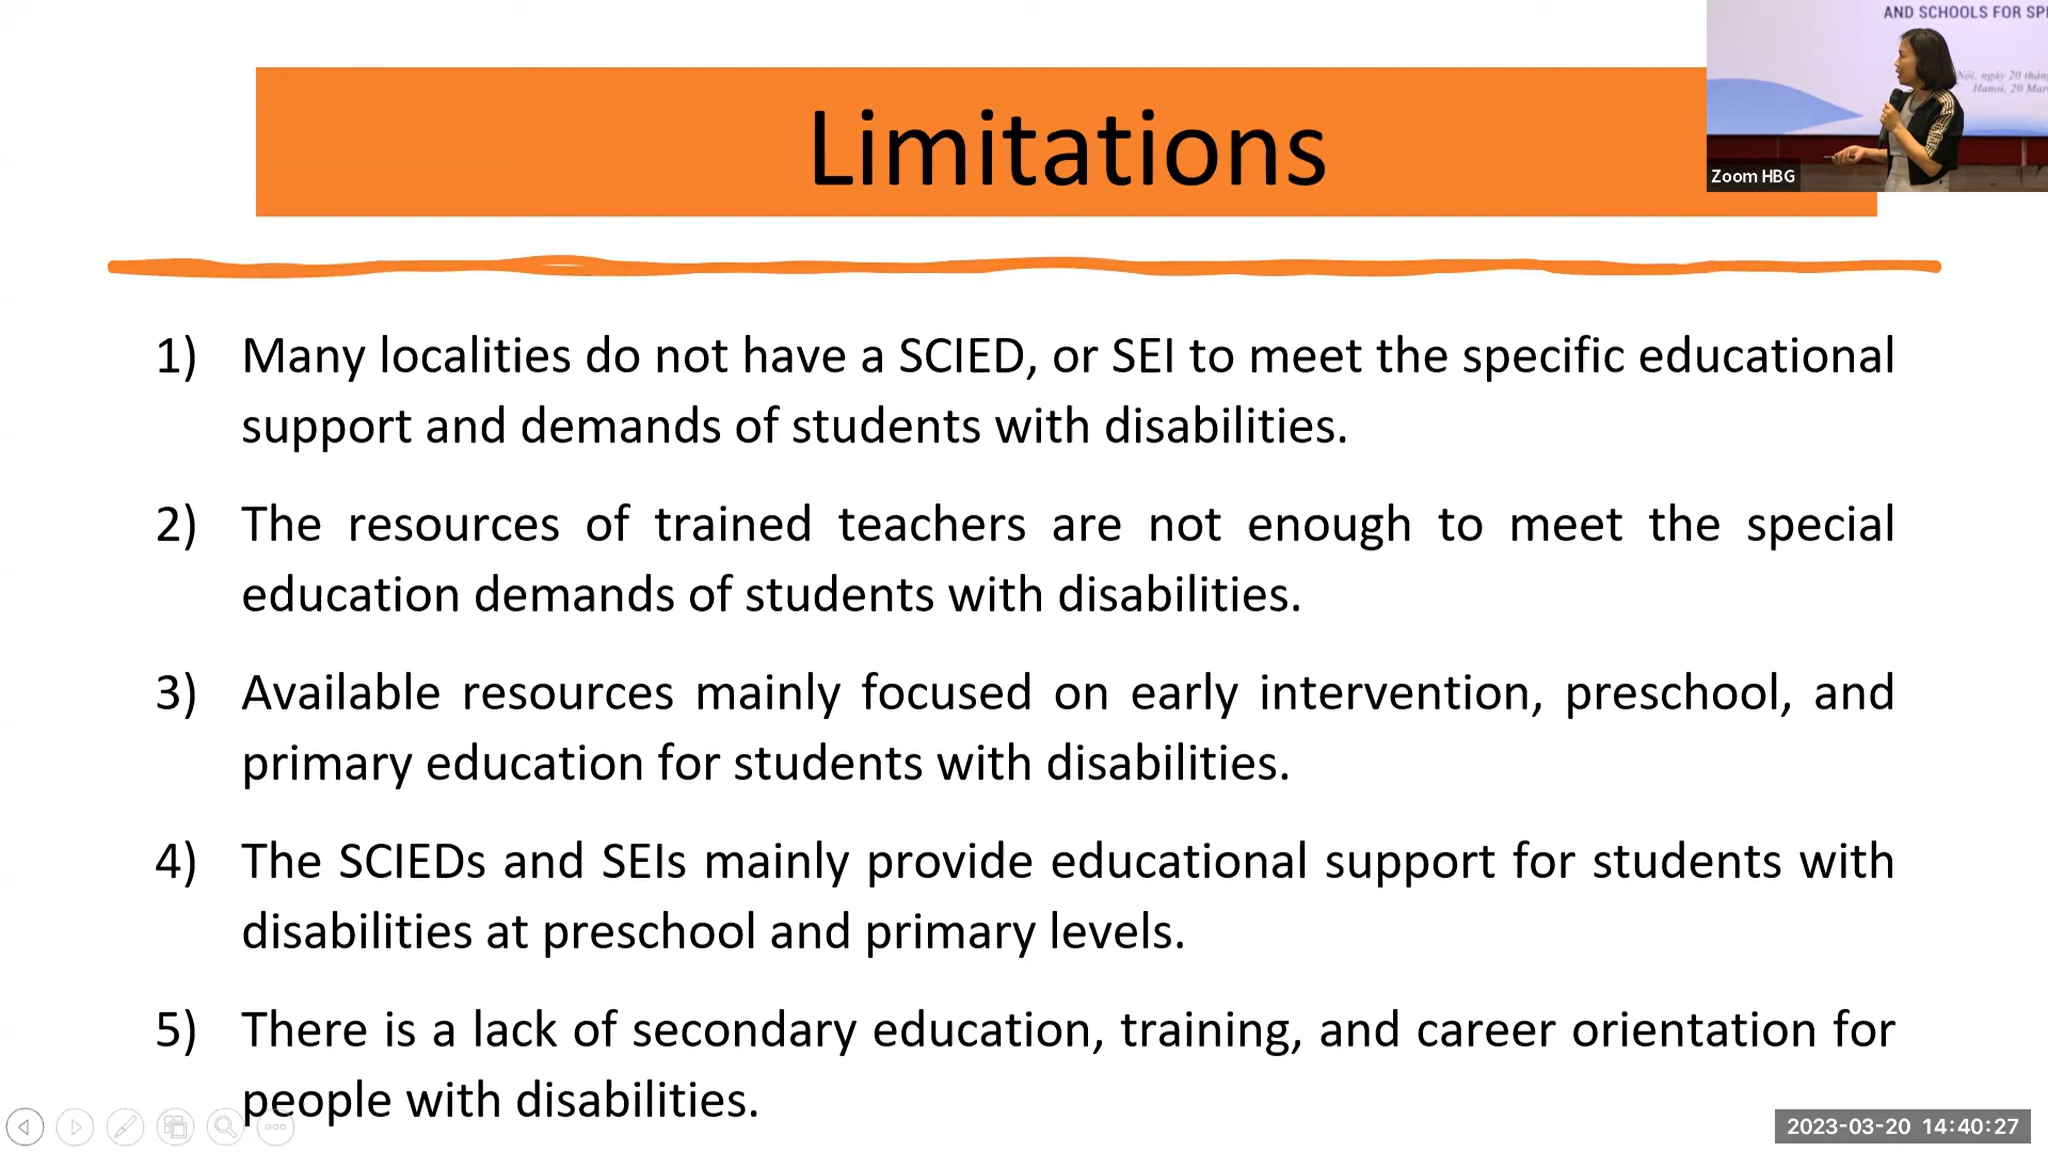 AND SCHOOLS FOR
Nội, ngày 20
Hanoi, 20
Zoom HBG
Limitations
1) Many localities do not have a SCIED, or SEI to meet the specific educational
support and demands of students with disabilities.
2) The resources of trained teachers are not enough to meet the special
education demands of students with disabilities.
3) Available resources mainly focused on early intervention, preschool, and
primary education for students with disabilities.
4) The SCIEDs and SEIs mainly provide educational support for students with
disabilities at preschool and primary levels.
5) There is a lack of secondary education, training, and career orientation for
people with disabilities.
2023-03-20 14:40:27